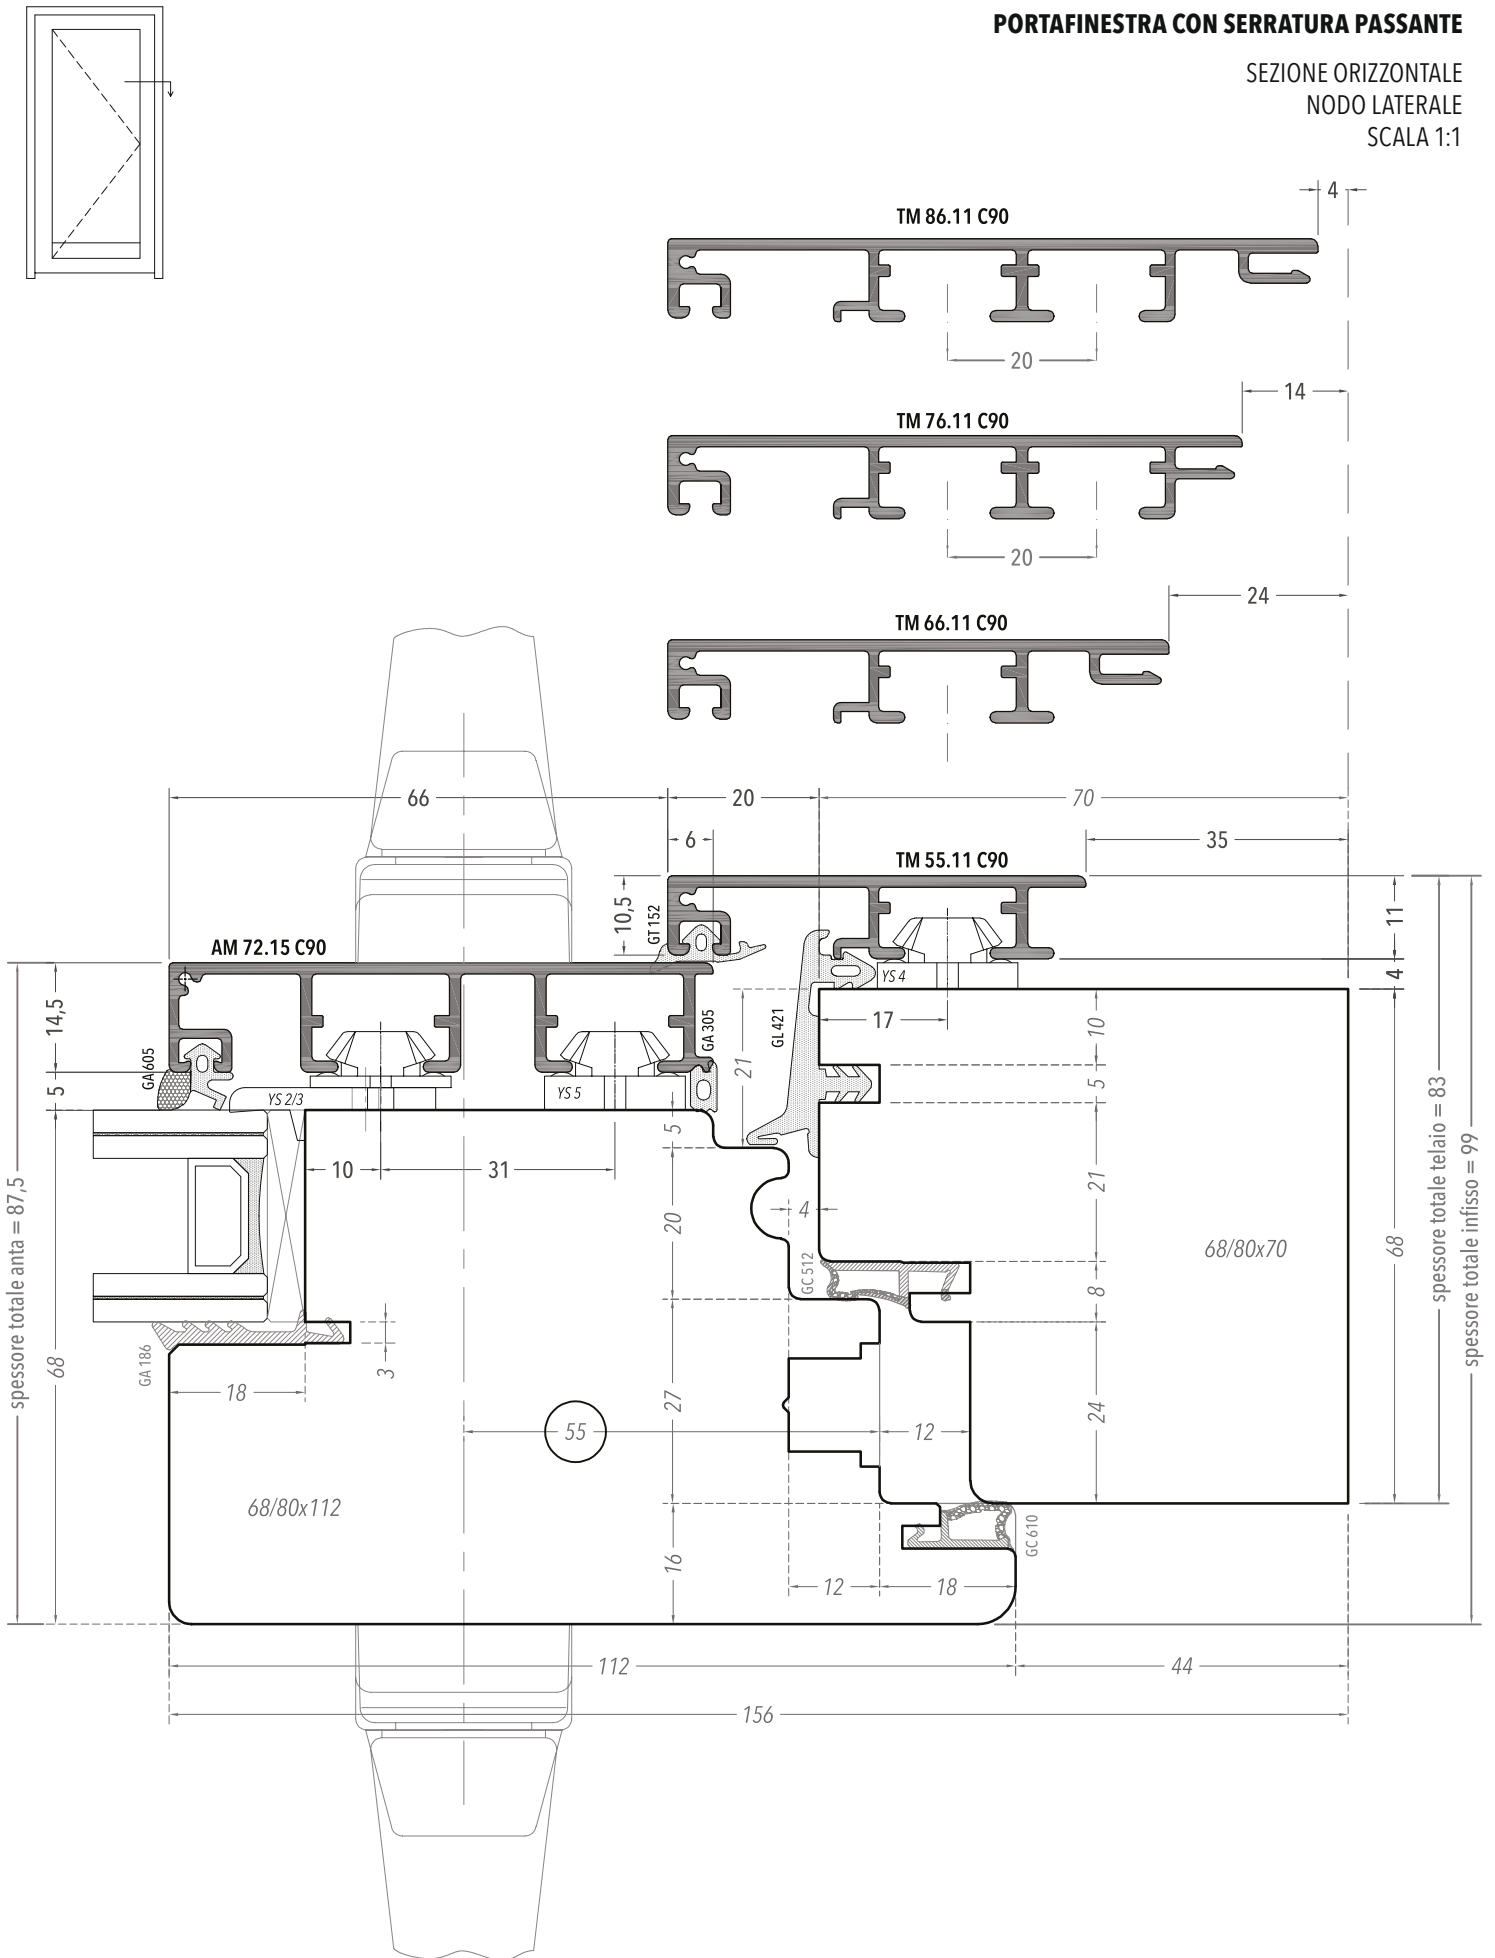 PORTAFINESTRA CON SERRATURA PASSANTE
SEZIONE ORIZZONTALE
NODO LATERALE
SCALA 1:1
4
TM 86.11 C90
20
14
TM 76.11 C90
20
24
TM 66.11 C90
66
20
70
6
35
TM 55.11 C90
10,5
GT 152
11
AM 72.15 C90
4
YS 4
14,5
GA 305
GL 421
17
10
21
GA 605
5
YS 2/3
YS 5
5
5
10
31
21
20
4
68/80x70
68
spessore totale telaio = 83
spessore totale infisso = 99
spessore totale anta = 87,5
GC 512
8
GA 186
68
3
18
27
24
55
12
68/80x112
GC 610
16
12
18
112
44
156